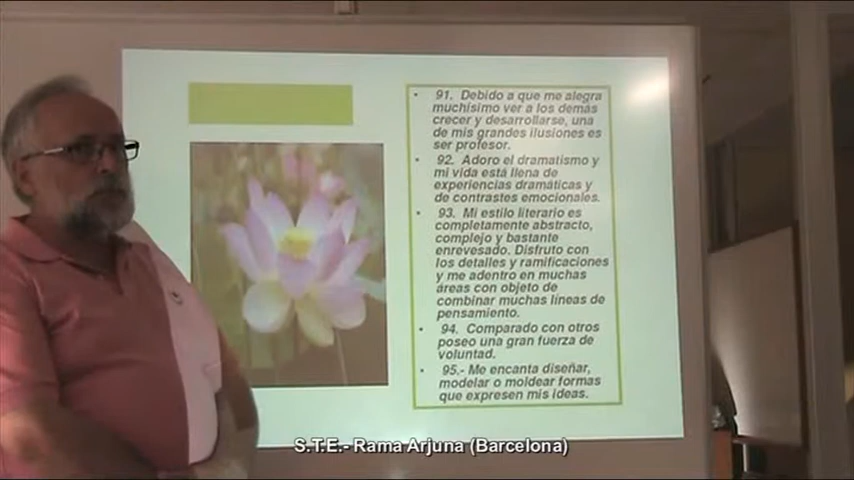 91. Debido a que me alegra
muchísimo ver a los demás
crecer y desarrollarse, una
de mis grandes ilusiones es
ser profesor.
92. Adoro el dramatismo y
mi vida está llena de
experiencias dramáticas y
de contrastes emocionales.
93. Mi estilo literario es
completamente abstracto,
complejo y bastante
enrevesado. Disfruto con
los detalles y ramificaciones
y me adentro en muchas
áreas con objeto de
combinar muchas líneas de
pensamiento.
94. Comparado con otros
poseo una gran fuerza de
voluntad.
95.- Me encanta diseñar,
modelar o moldear formas
que expresen mis ideas.
S.T.E.- Rama Arjuna (Barcelona)